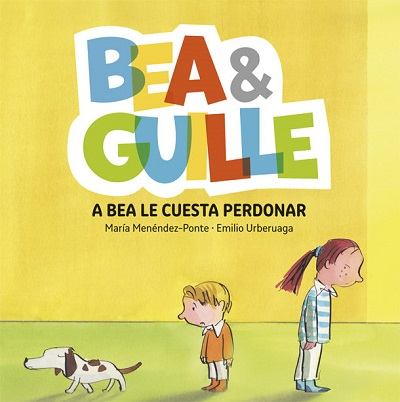 BEA &
GUILLE
A BEA LE CUESTA PERDONAR
María Menéndez-Ponte · Emilio Urberuaga